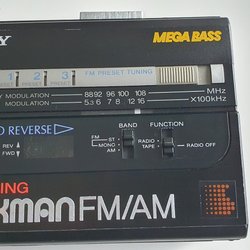 Y MEGA BASS
1 2 3 FM PRESET TUNING
MODULATION 88 92 96 100 108 MHz
MODULATION 5.3 6 7 8 12 16 x100kHz
O REVERSE BAND FUNCTION
REV FM ST RADIO
FWD MONO TAPE RADIO OFF
AM
ING
KMAN FM/AM